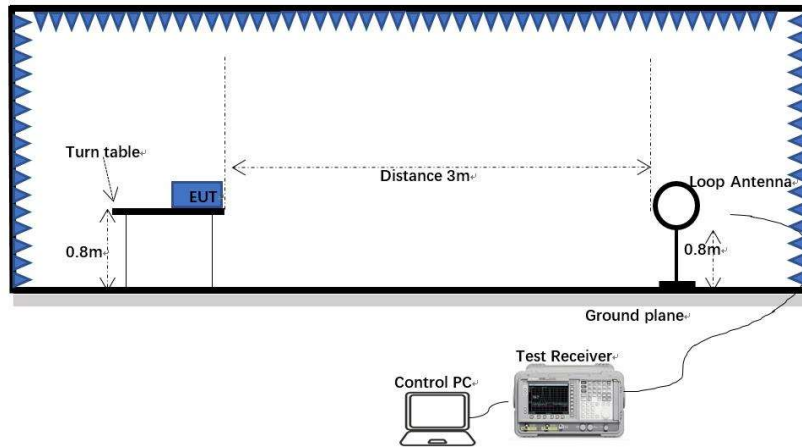 Turn table
EUT
Distance 3m
Loop Antenna
0.8m
0.8m
Ground plane
Test Receiver
Control PC